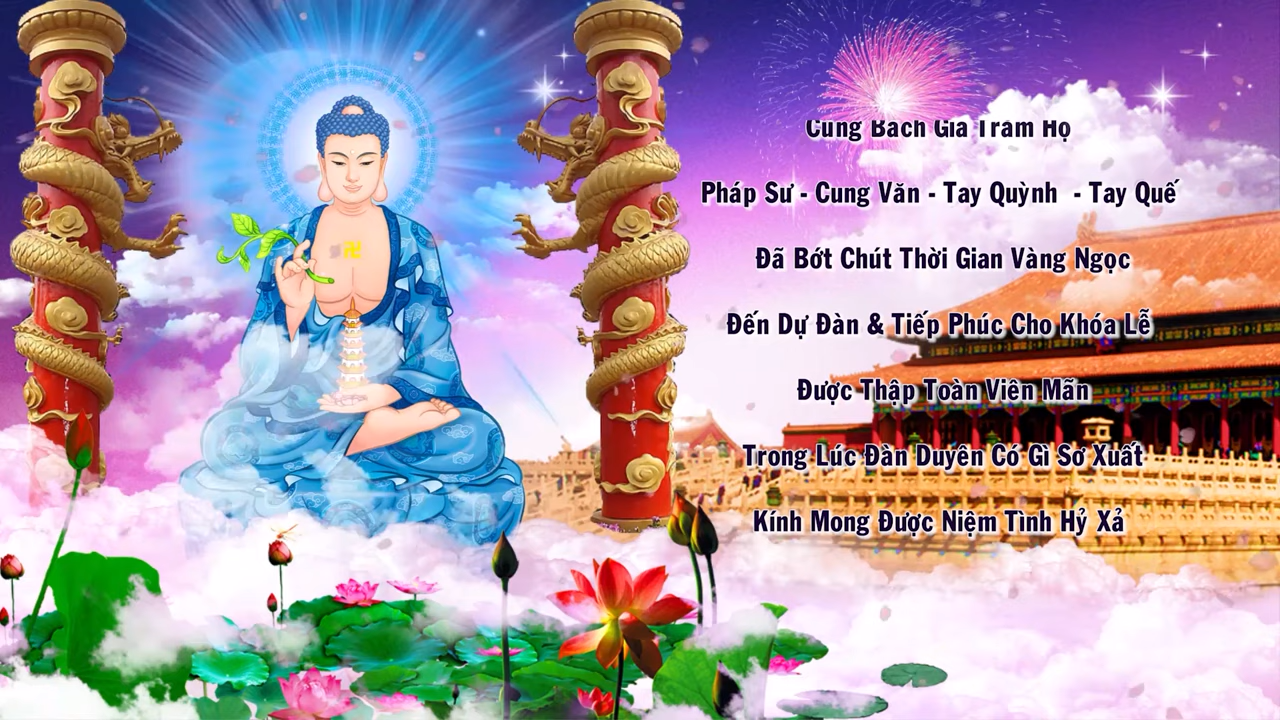 Cùng Bách Gia Trăm Họ
Pháp Sư - Cung Văn - Tay Quỳnh - Tay Quế
Đã Bớt Chút Thời Gian Vàng Ngọc
Đến Dự Đàn & Tiếp Phúc Cho Khóa Lễ
Được Thập Toàn Viên Mãn
Trong Lúc Đàn Duyên Có Gì Sơ Xuất
Kính Mong Được Niệm Tình Hỷ Xả
卍